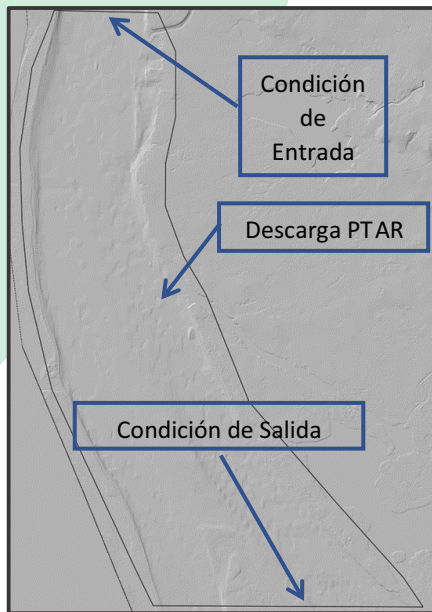 Condición
de
Entrada
Descarga PTAR
Condición de Salida